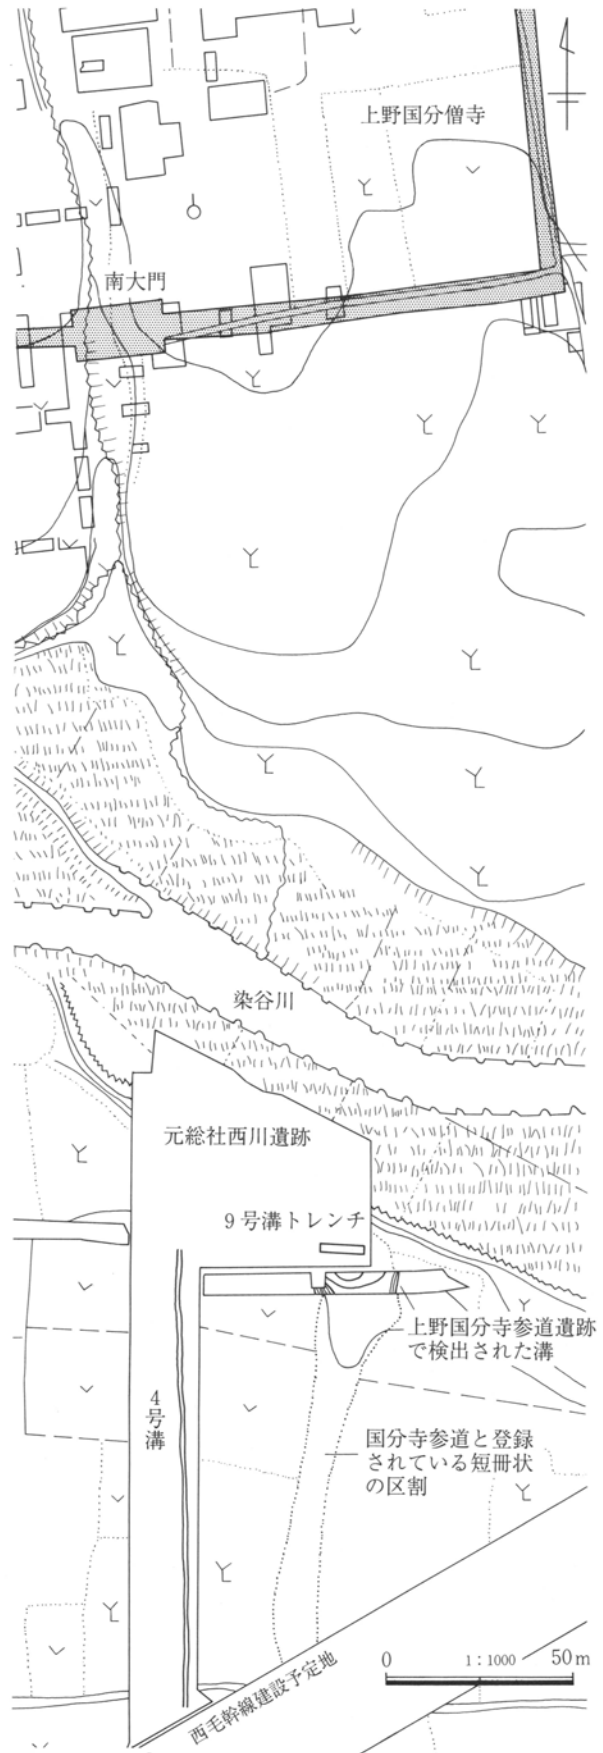 上野国分僧寺
南大門
染谷川
元総社西川遺跡
9号溝トレンチ
上野国分寺参道遺跡
で検出された溝
4号溝
国分寺参道と登録
されている短冊状
の区割
0 1：1000 50m
西毛幹線建設予定地